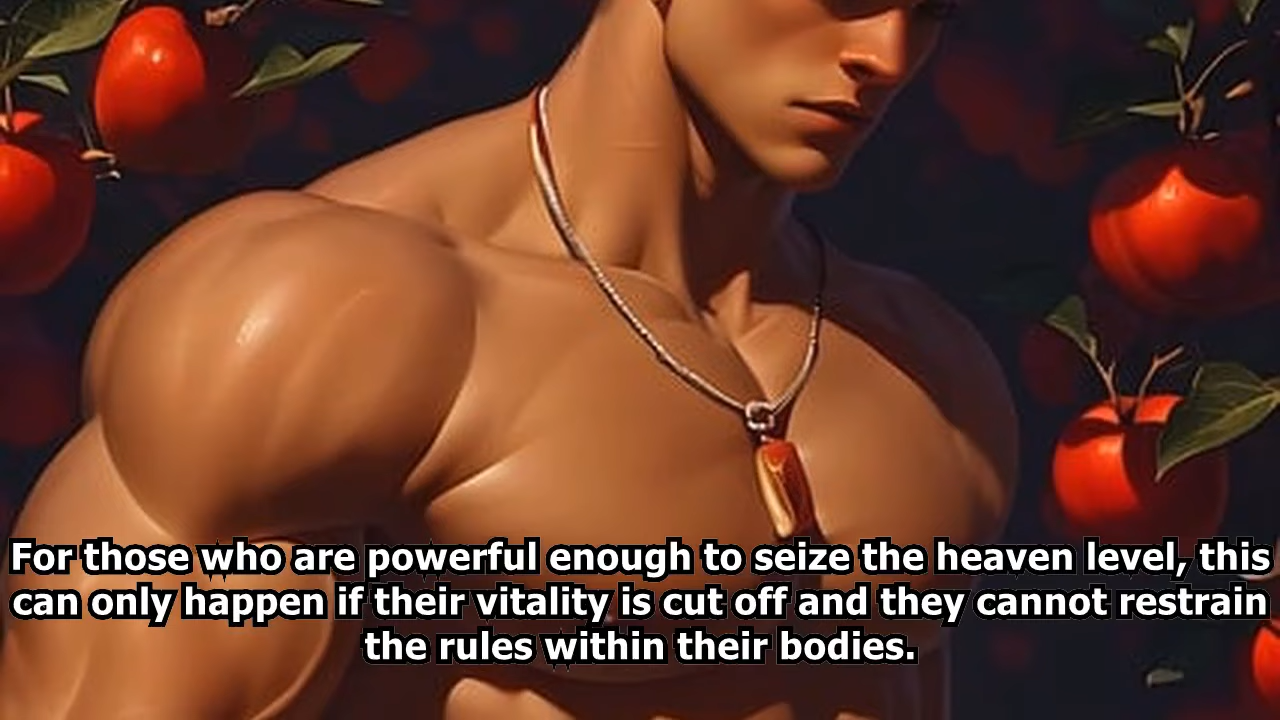 For those who are powerful enough to seize the heaven level, this
can only happen if their vitality is cut off and they cannot restrain
the rules within their bodies.